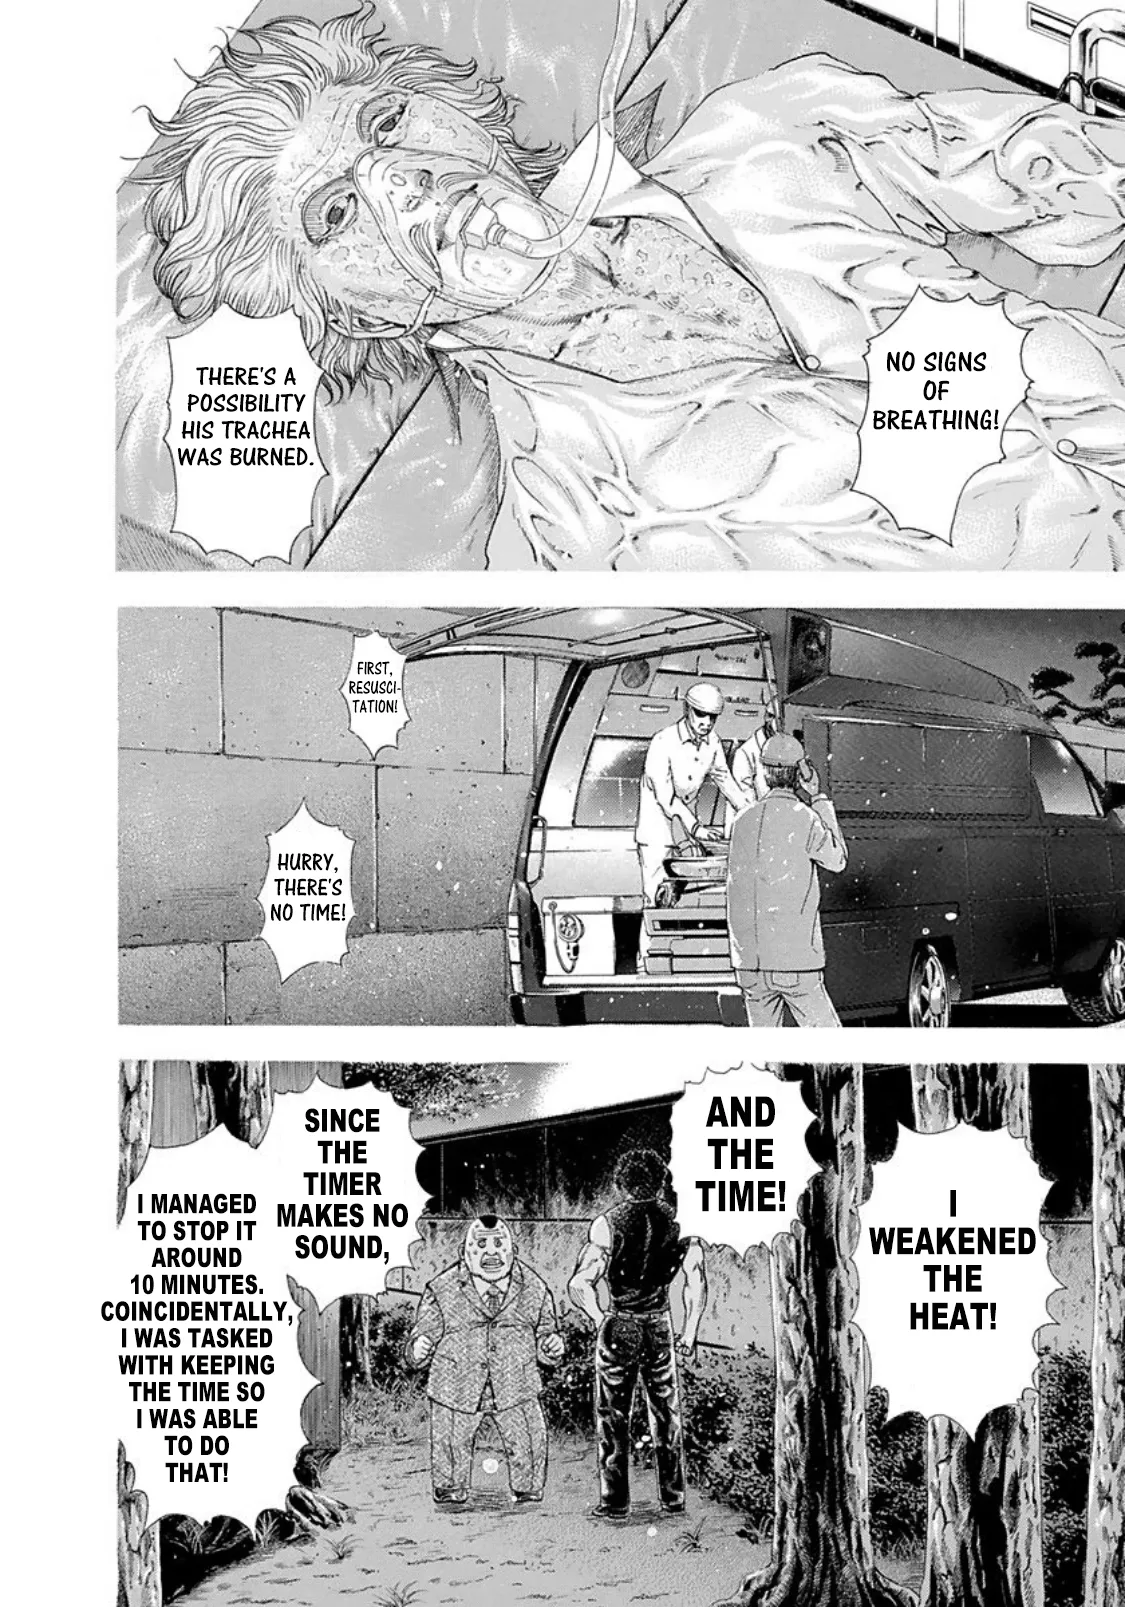 NO SIGNS
OF
BREATHING!
THERE'S A
POSSIBILITY
HIS TRACHEA
WAS BURNED.
FIRST,
RESUSCI-
TATION!
HURRY,
THERE'S
NO TIME!
I
WEAKENED
THE
HEAT!
AND
THE
TIME!
SINCE
THE
TIMER
MAKES NO
SOUND,
I MANAGED
TO STOP IT
AROUND
10 MINUTES.
COINCIDENTALLY,
I WAS TASKED
WITH KEEPING
THE TIME SO
I WAS ABLE
TO DO
THAT!